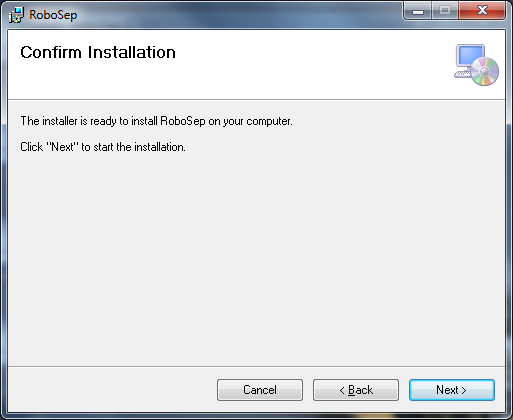 RoboSep
Confirm Installation
The installer is ready to install RoboSep on your computer.
Click "Next" to start the installation.
Cancel
< Back
Next >